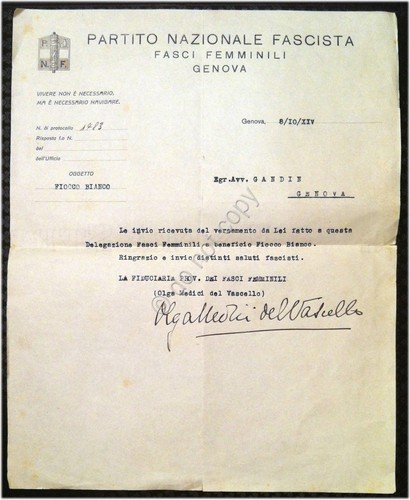 PARTITO NAZIONALE FASCISTA
FASCI FEMMINILI
GENOVA
P. N. F.
VIVERE NON È NECESSARIO,
MA È NECESSARIO NAVIGARE.
Genova, 8/IO/XIV
N. di protocollo 1783
Risposta f.o N.
del
dell'Ufficio
OGGETTO
FIOCCO BIANCO
Egr.Avv. GANDIN
GENOVA
Le invio ricevuta del versamento da Lei fatto a questa
Delegazione Fasci Femminili a beneficio Fiocco Bianco.
Ringrazio e invio distinti saluti fascisti.
LA FIDUCIARIA PROV. DEI FASCI FEMMINILI
(Olga Medici del Vascello)
Olga Medici del Vascello